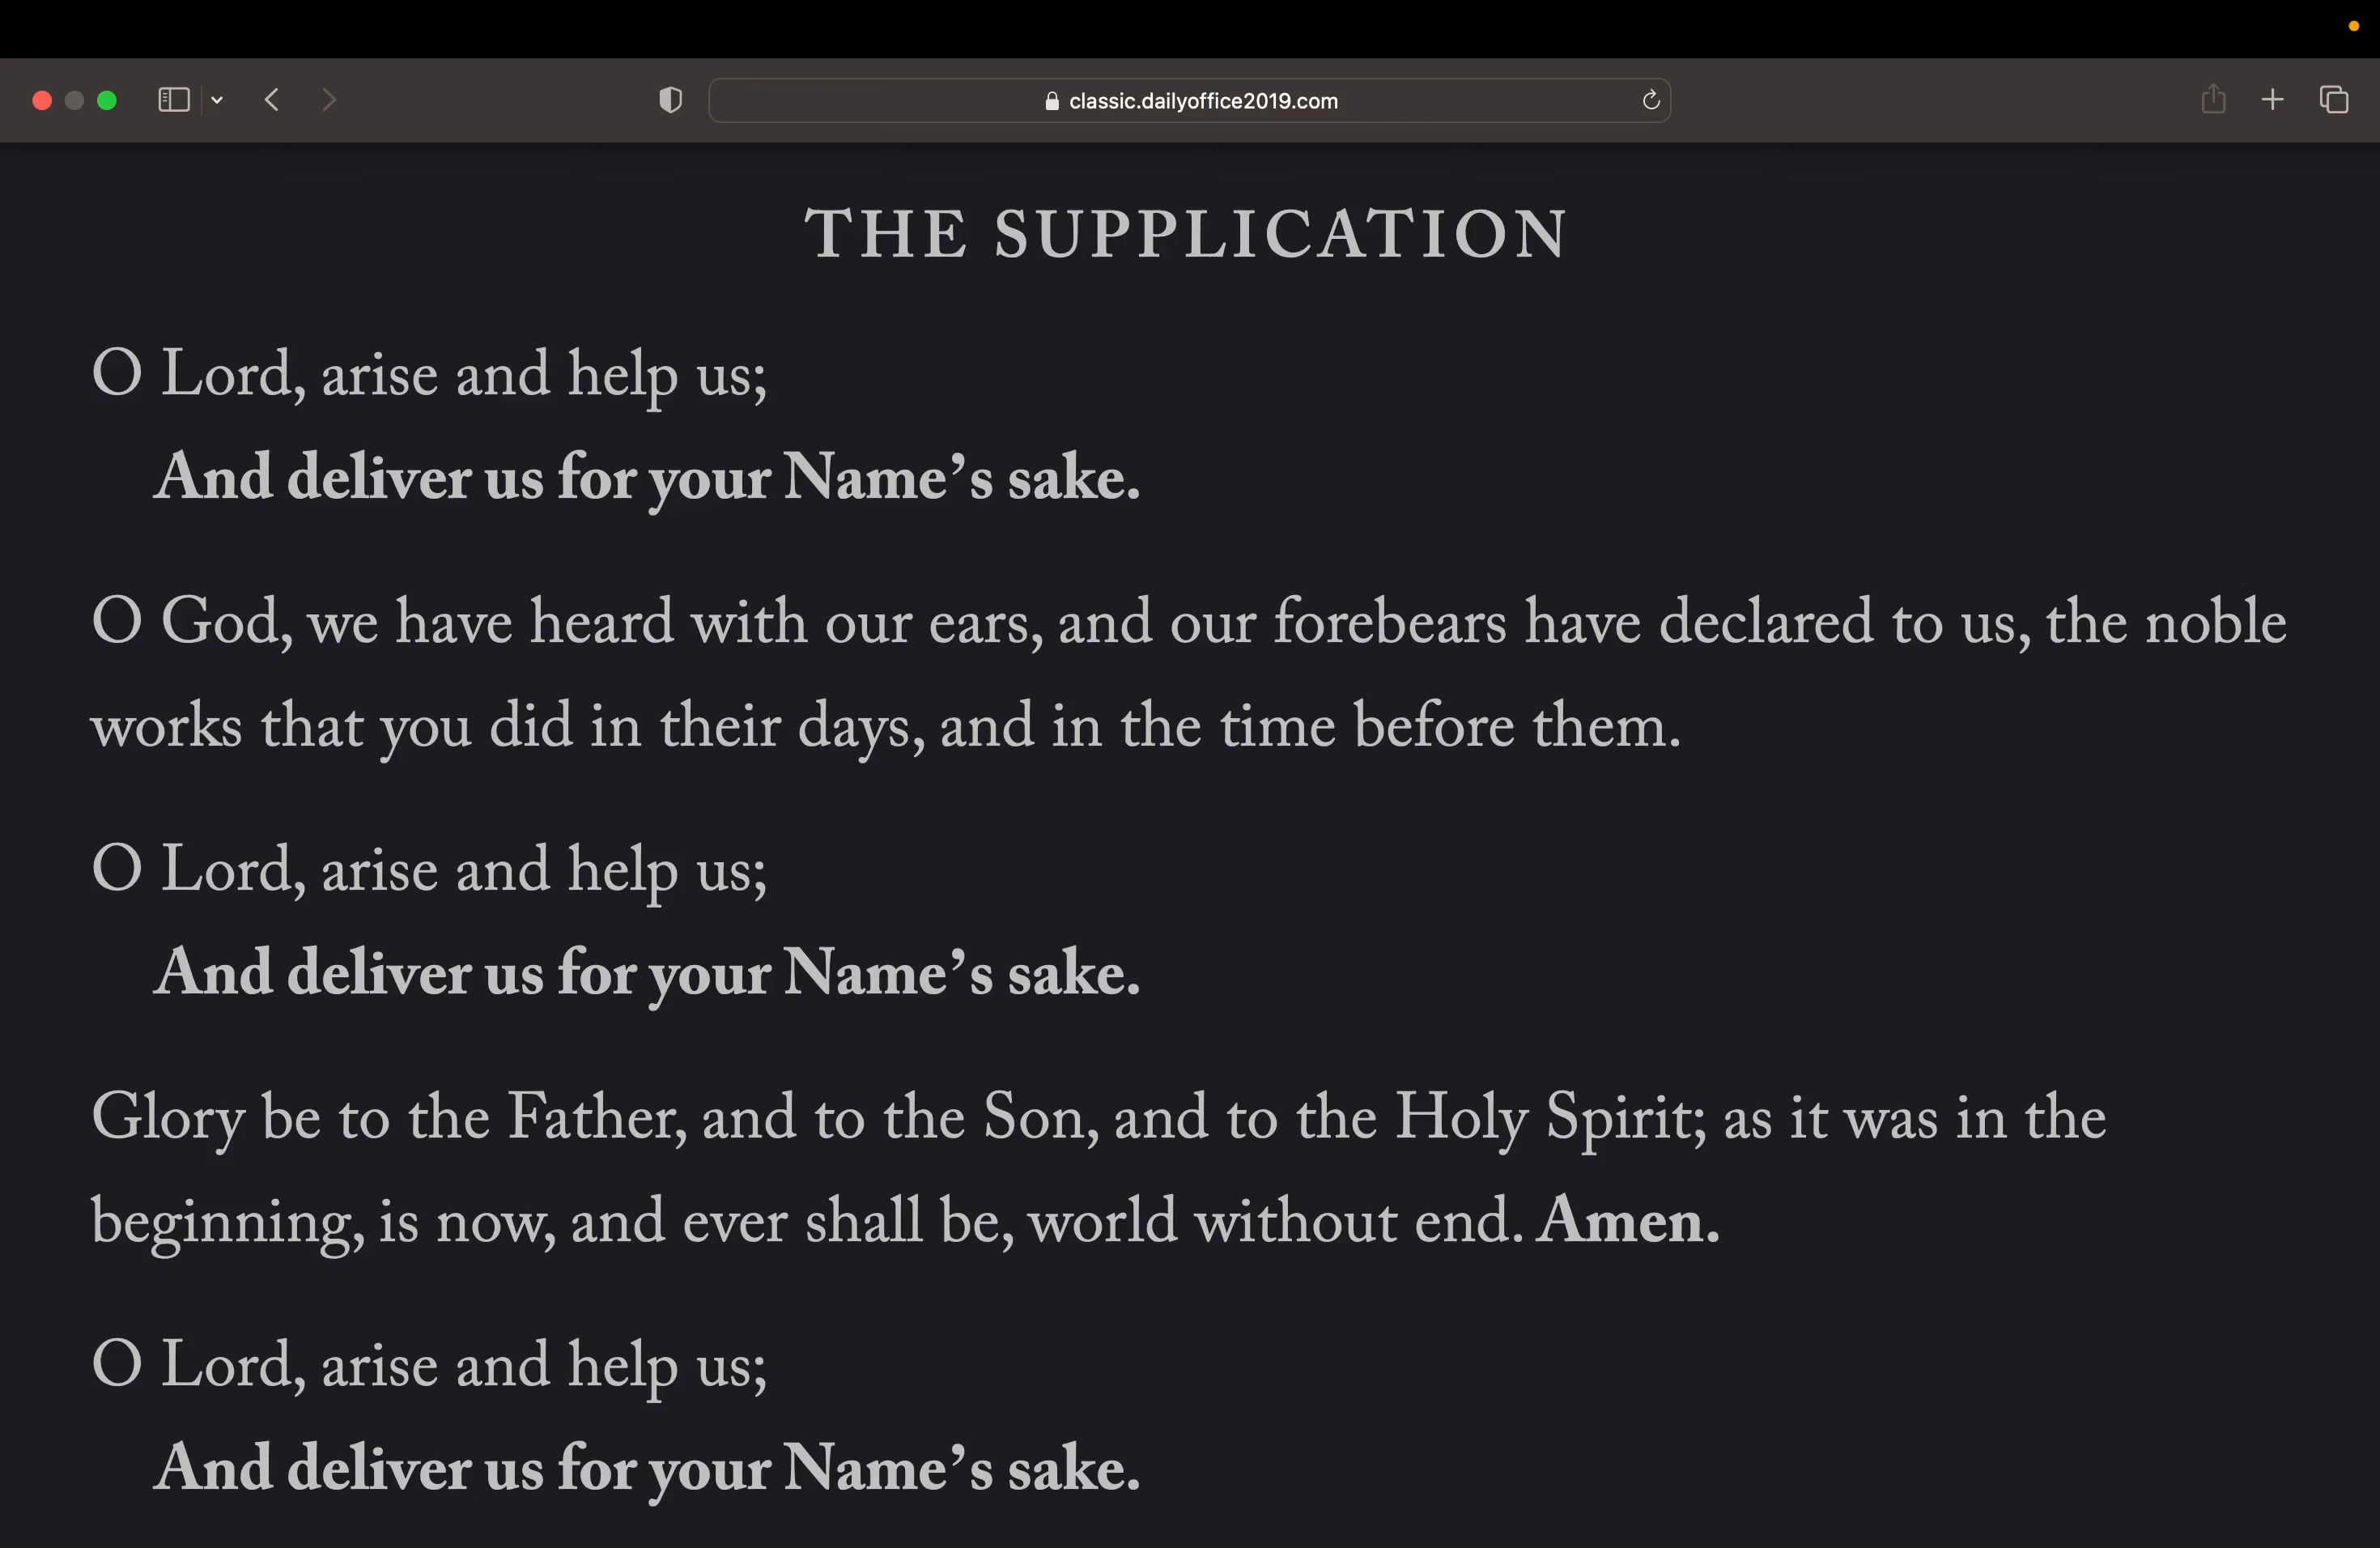 classic.dailyoffice2019.com
THE SUPPLICATION
O Lord, arise and help us;
And deliver us for your Name’s sake.
O God, we have heard with our ears, and our forebears have declared to us, the noble
works that you did in their days, and in the time before them.
O Lord, arise and help us;
And deliver us for your Name’s sake.
Glory be to the Father, and to the Son, and to the Holy Spirit; as it was in the
beginning, is now, and ever shall be, world without end. Amen.
O Lord, arise and help us;
And deliver us for your Name’s sake.